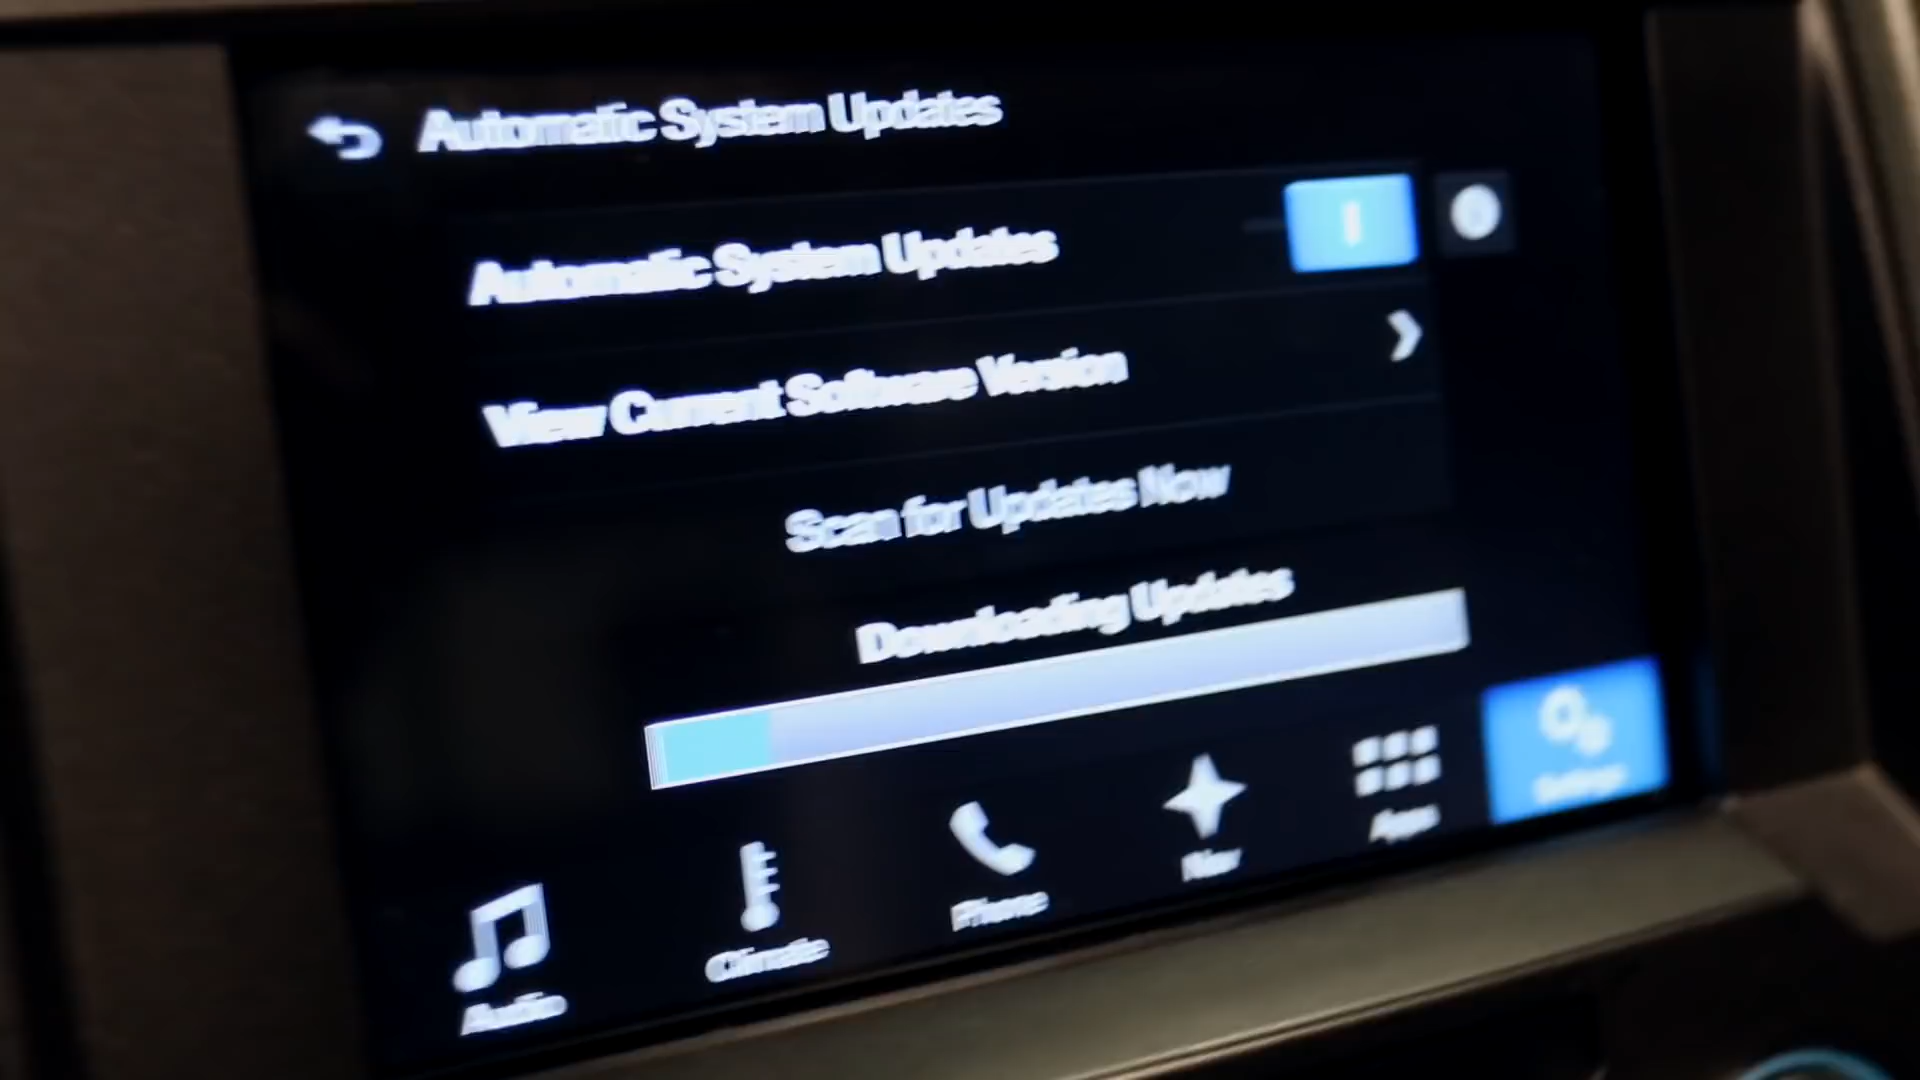 Automatic System Updates
Automatic System Updates
View Current Software Version
Scan for Updates Now
Downloading Updates
Audio
Climate
Phone
Nav
Apps
Settings